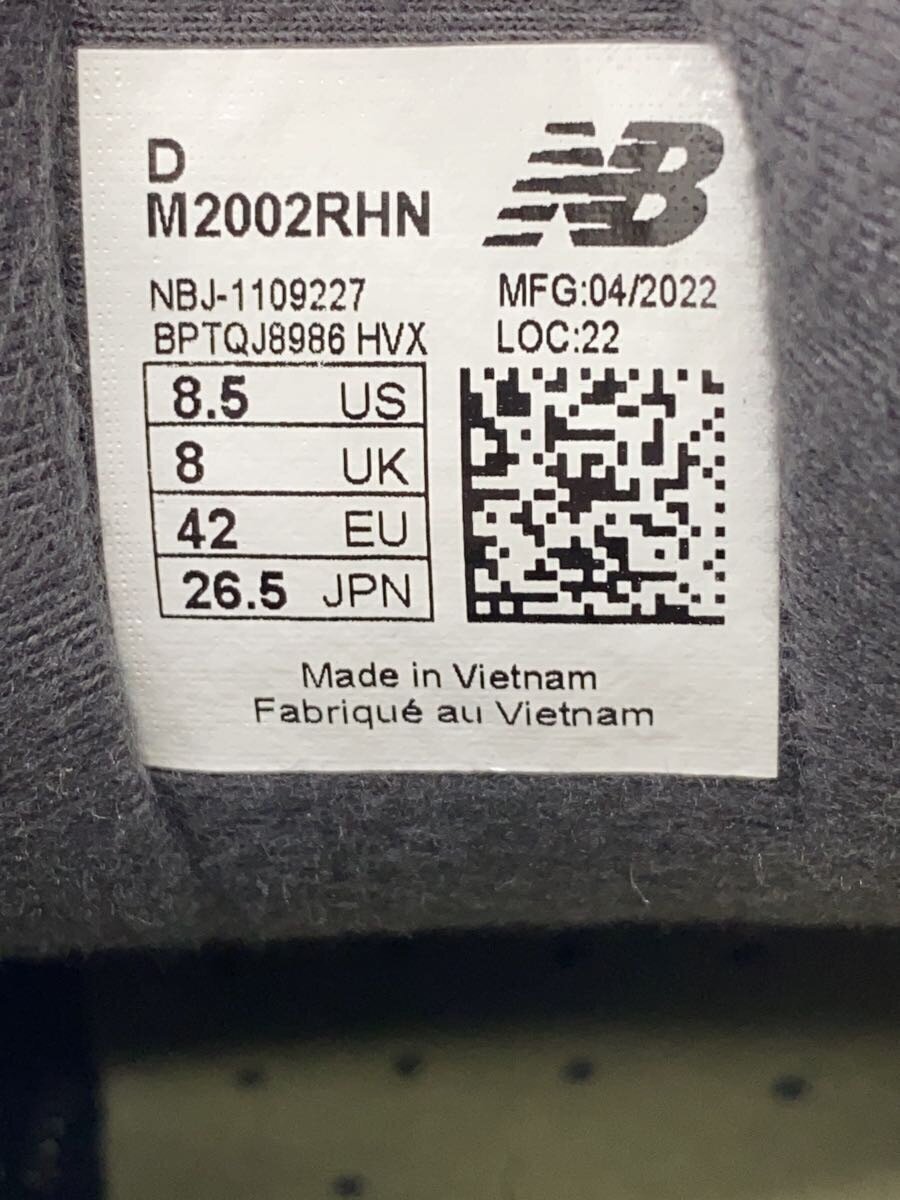 D
M2002RHN
NB
NBJ-1109227
MFG:04/2022
BPTQJ8986 HVX
LOC:22
8.5 US
8 UK
42 EU
26.5 JPN
Made in Vietnam
Fabriqué au Vietnam